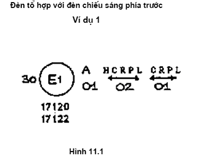 Đèn tổ hợp với đèn chiếu sáng phía trước
Ví dụ 1
30 E1 A HCRPL CRPL
01 02 01
17120
17122
Hình 11.1